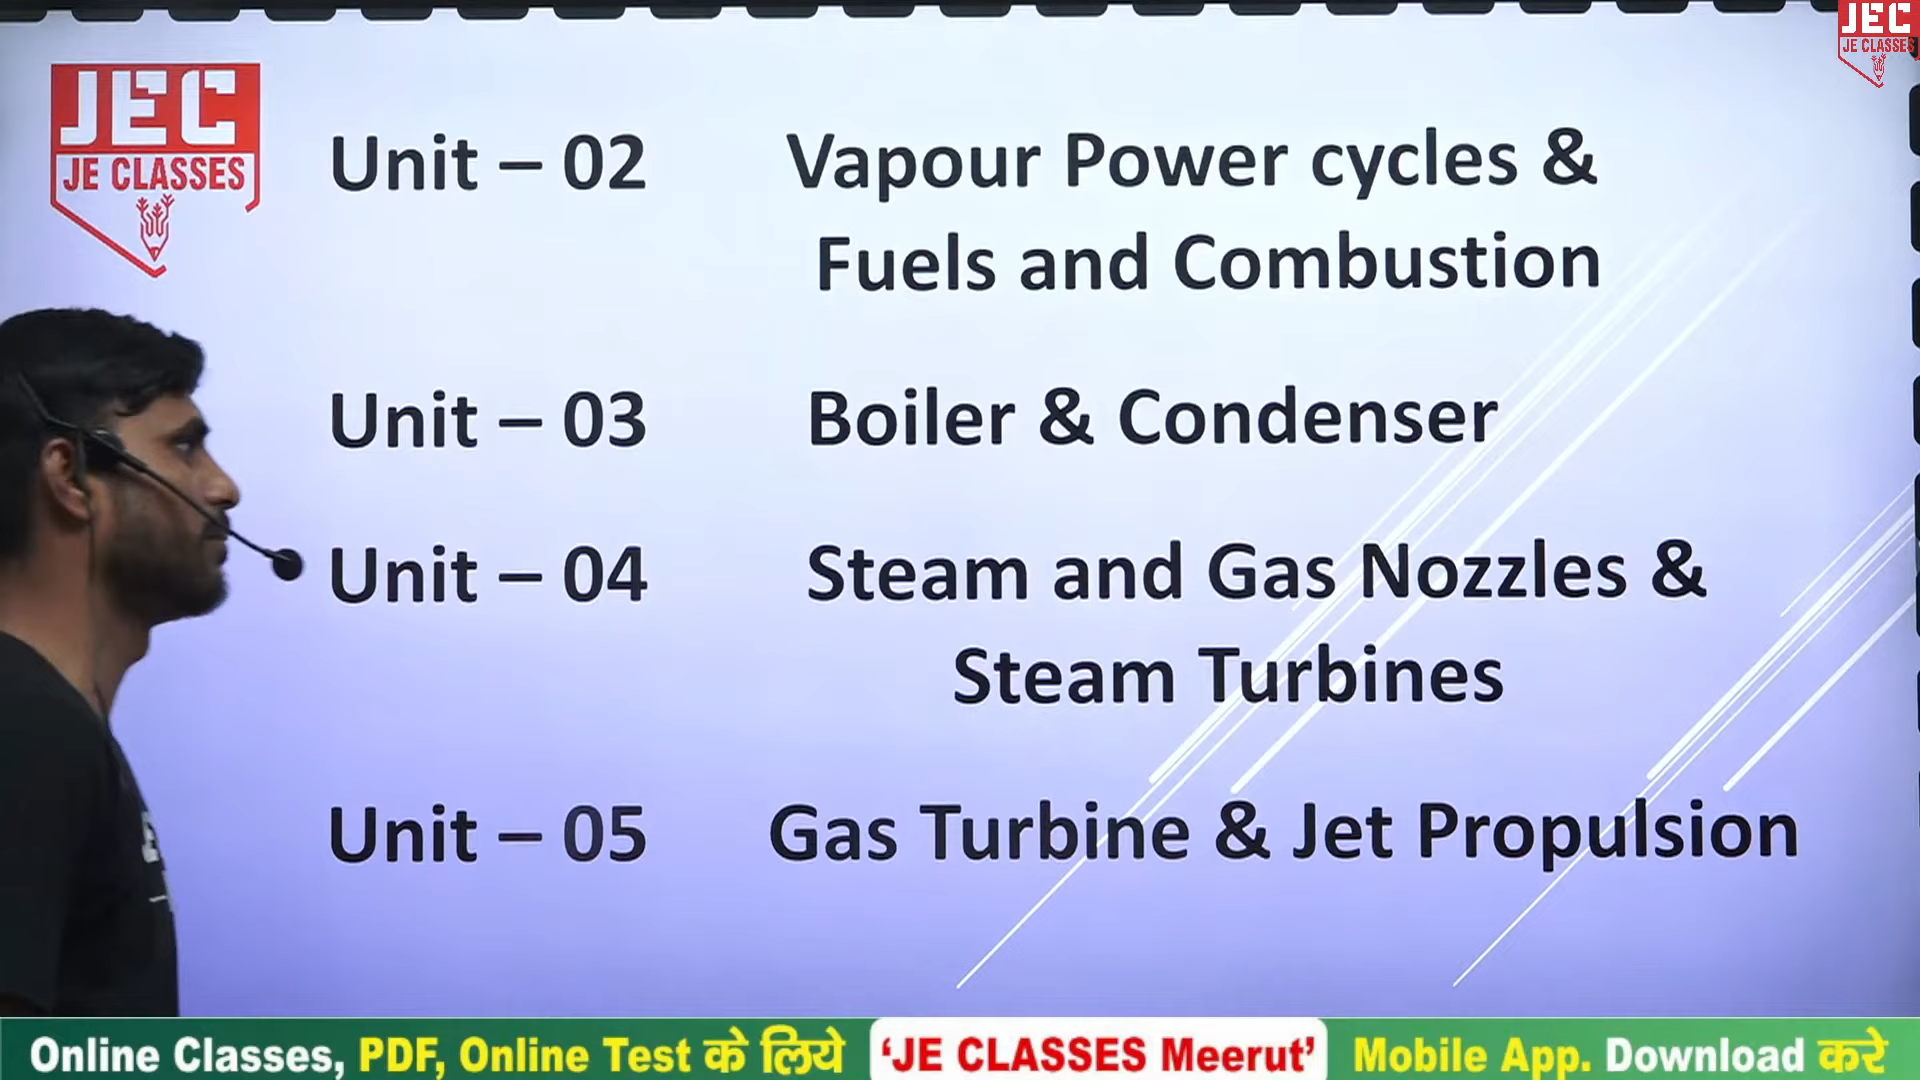 JEC
JE CLASSES
JEC
JE CLASSES
Unit – 02 Vapour Power cycles &
Fuels and Combustion
Unit – 03 Boiler & Condenser
Unit – 04 Steam and Gas Nozzles &
Steam Turbines
Unit – 05 Gas Turbine & Jet Propulsion
Online Classes, PDF, Online Test के लिये ‘JE CLASSES Meerut’ Mobile App. Download करे